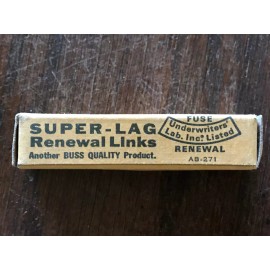 SUPER-LAG
Renewal Links
Another BUSS QUALITY Product.
FUSE
Underwriters'
Lab. Inc. Listed
RENEWAL
AB-271